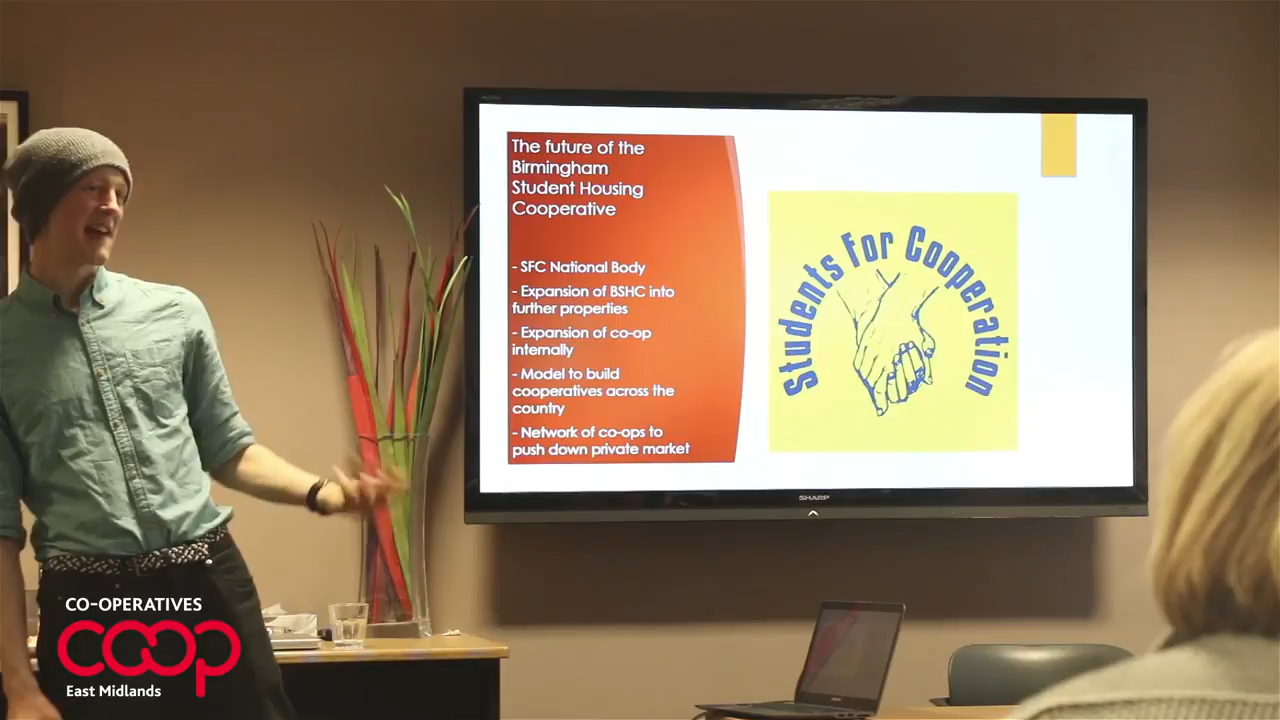 The future of the
Birmingham
Student Housing
Cooperative
- SFC National Body
- Expansion of BSHC into
further properties
- Expansion of co-op
internally
- Model to build
cooperatives across the
country
- Network of co-ops to
push down private market
Students For Cooperation
SHARP
CO-OPERATIVES
coop
East Midlands